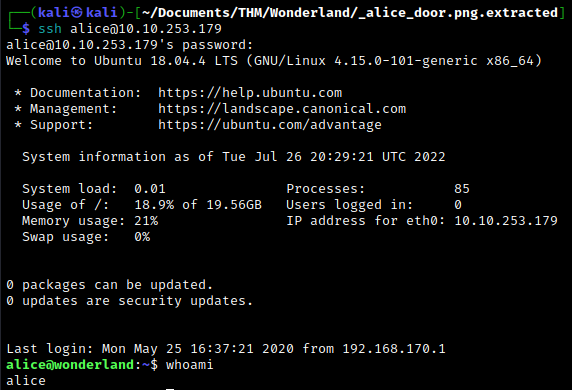 ┌──(kali㉿kali)-[~/Documents/THM/Wonderland/_alice_door.png.extracted]
└─$ ssh alice@10.10.253.179
alice@10.10.253.179's password:
Welcome to Ubuntu 18.04.4 LTS (GNU/Linux 4.15.0-101-generic x86_64)
* Documentation:  https://help.ubuntu.com
* Management:     https://landscape.canonical.com
* Support:        https://ubuntu.com/advantage
System information as of Tue Jul 26 20:29:21 UTC 2022
System load:  0.01               Processes:           85
Usage of /:   18.9% of 19.56GB   Users logged in:     0
Memory usage: 21%                IP address for eth0: 10.10.253.179
Swap usage:   0%
0 packages can be updated.
0 updates are security updates.
Last login: Mon May 25 16:37:21 2020 from 192.168.170.1
alice@wonderland:~$ whoami
alice